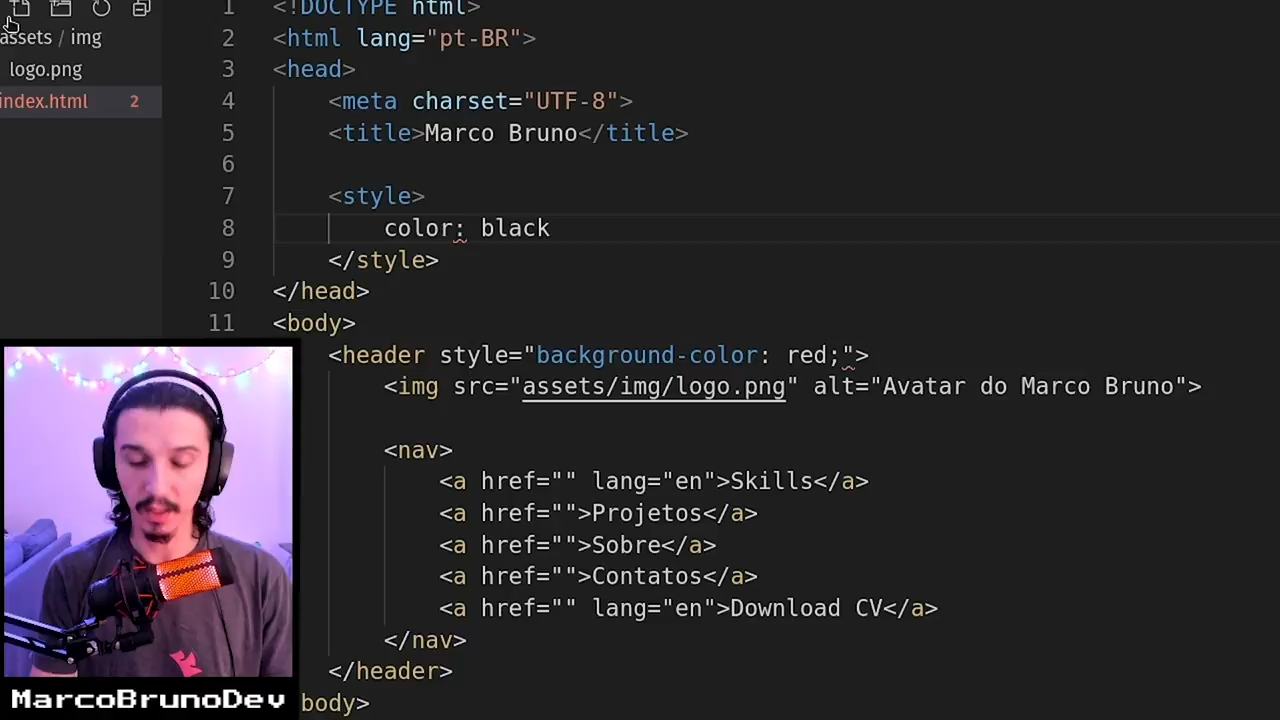 assets / img
logo.png
index.html 2
1 <!DOCTYPE html>
2 <html lang="pt-BR">
3 <head>
4 <meta charset="UTF-8">
5 <title>Marco Bruno</title>
6
7 <style>
8 color: black
9 </style>
10 </head>
11 <body>
<header style="background-color: red;">
<img src="assets/img/logo.png" alt="Avatar do Marco Bruno">
<nav>
<a href="" lang="en">Skills</a>
<a href="">Projetos</a>
<a href="">Sobre</a>
<a href="">Contatos</a>
<a href="" lang="en">Download CV</a>
</nav>
</header>
body>
MarcoBrunoDev